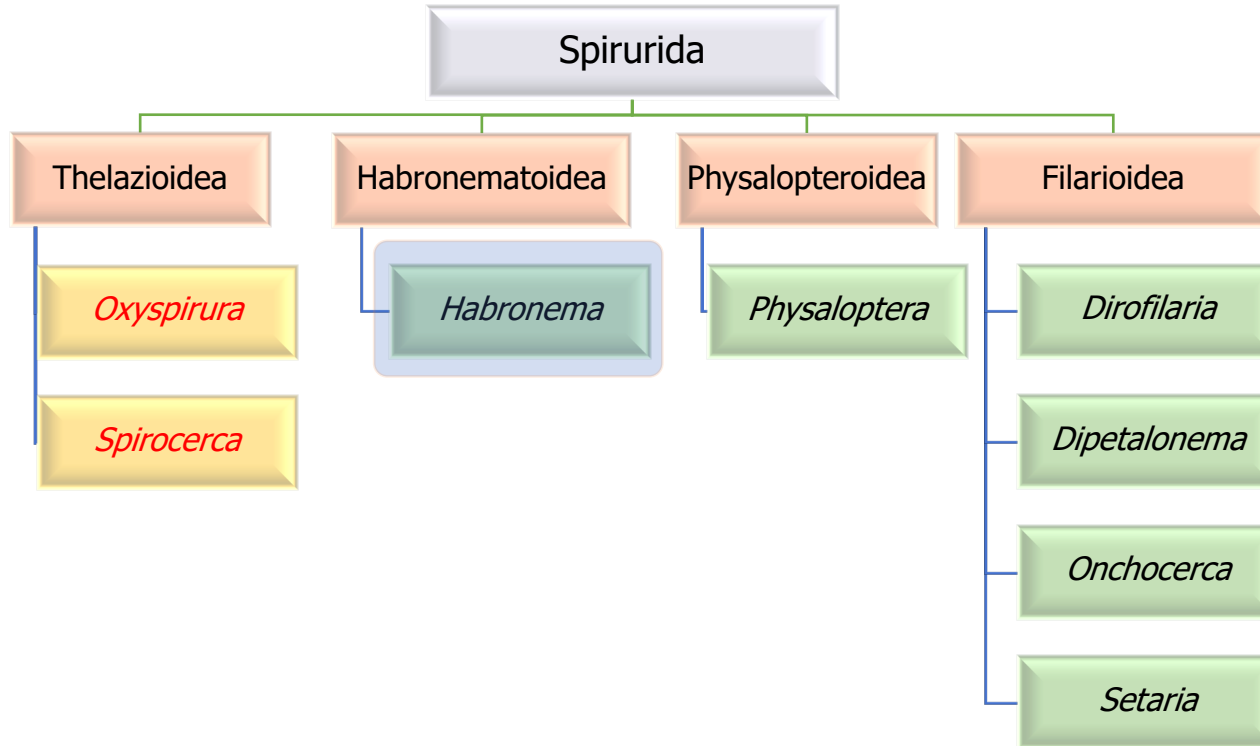 Spirurida
Thelazioidea
Habronematoidea
Physalopteroidea
Filarioidea
Oxyspirura
Habronema
Physaloptera
Dirofilaria
Spirocerca
Dipetalonema
Onchocerca
Setaria